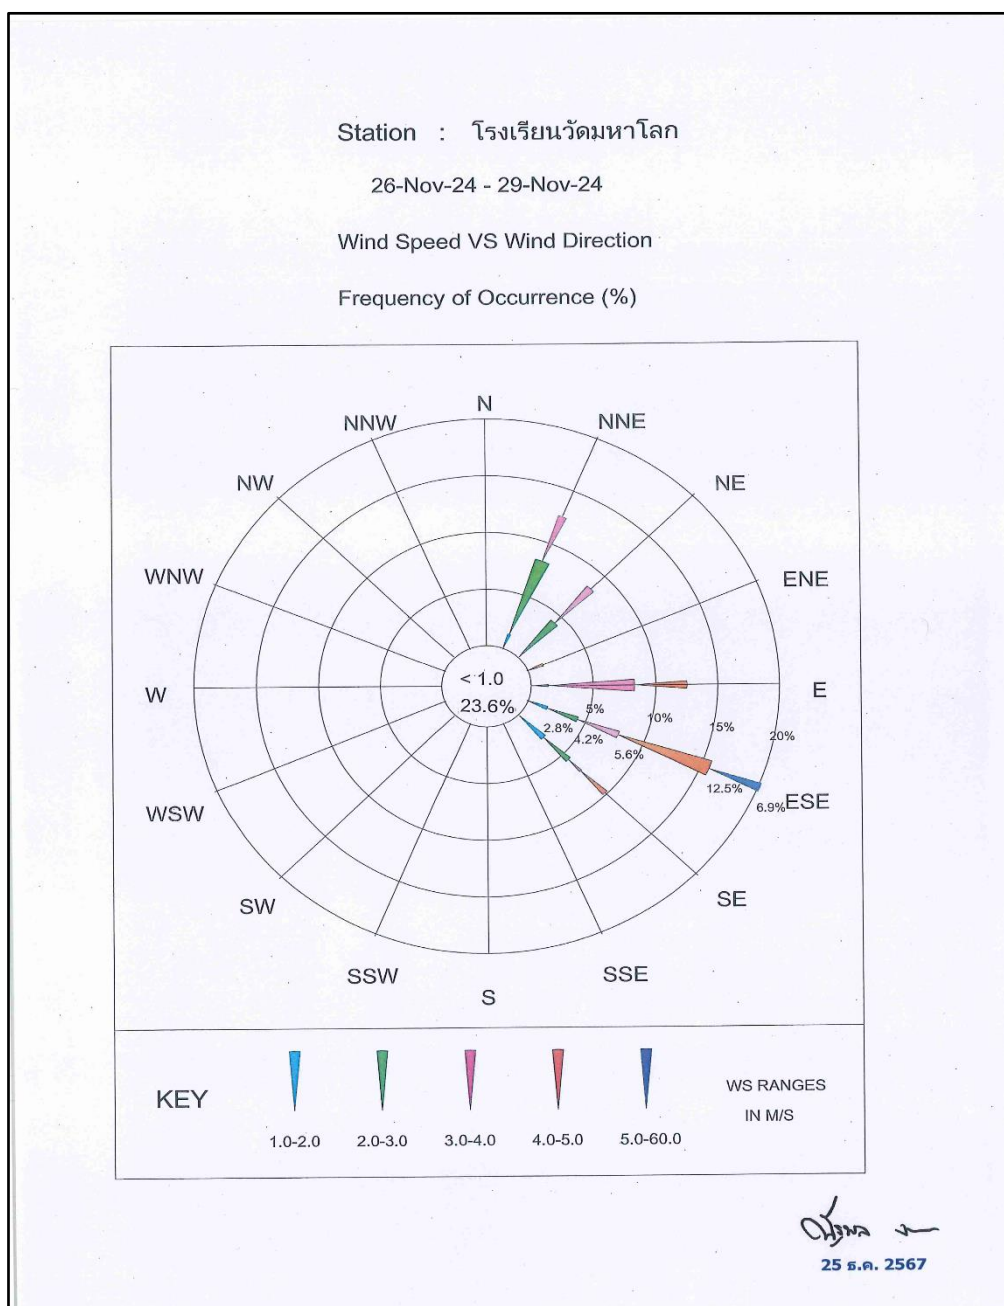 Station : โรงเรียนวัดมหาโลก
26-Nov-24 - 29-Nov-24
Wind Speed VS Wind Direction
Frequency of Occurrence (%)
N
NNW
NNE
NW
NE
WNW
ENE
< 1.0
23.6%
W
E
5%
10%
15%
20%
2.8%
4.2%
5.6%
12.5%
6.9%
WSW
ESE
SW
SE
SSW
SSE
S
KEY
WS RANGES
IN M/S
1.0-2.0 2.0-3.0 3.0-4.0 4.0-5.0 5.0-60.0
25 ธ.ค. 2567